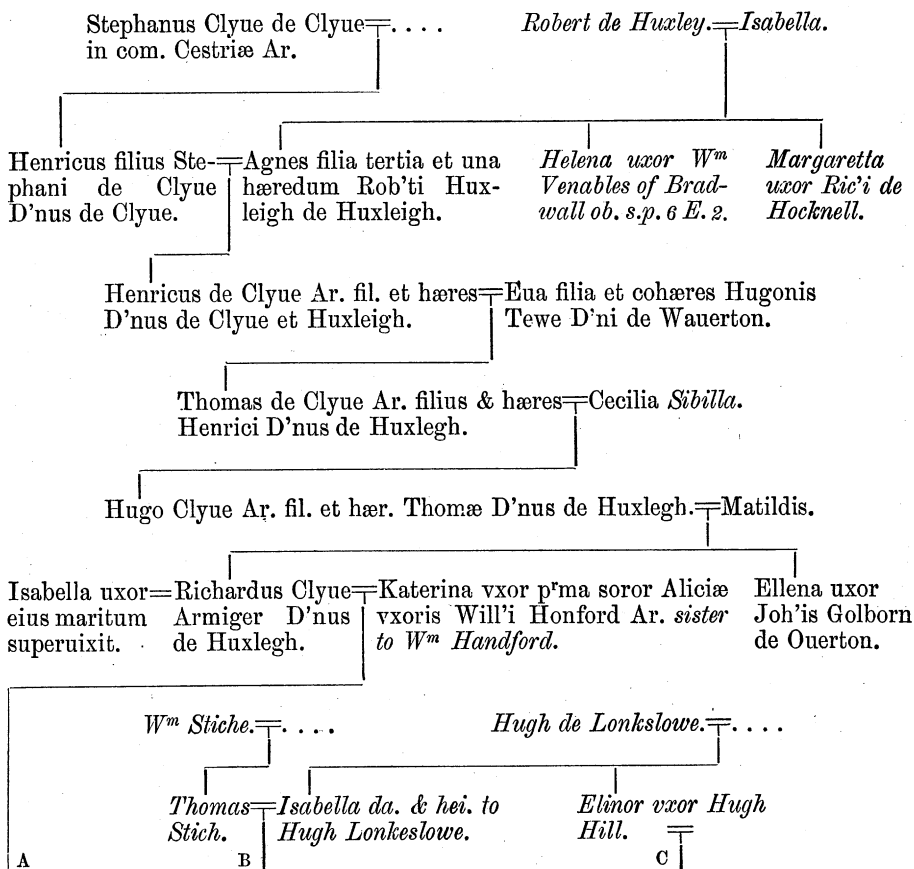 Stephanus Clyue de Clyue=. . . .
in com. Cestriæ Ar.
Robert de Huxley.=Isabella.
Henricus filius Ste-
phani de Clyue
D'nus de Clyue.
=Agnes filia tertia et una
hæredum Rob'ti Hux-
leigh de Huxleigh.
Helena uxor Wm
Venables of Brad-
wall ob. s.p. 6 E. 2.
Margaretta
uxor Ric'i de
Hocknell.
Henricus de Clyue Ar. fil. et hæres=Eua filia et cohæres Hugonis
D'nus de Clyue et Huxleigh.
Tewe D'ni de Wauerton.
Thomas de Clyue Ar. filius & hæres=Cecilia Sibilla.
Henrici D'nus de Huxlegh.
Hugo Clyue Ar. fil. et hær. Thomæ D'nus de Huxlegh.=Matildis.
Isabella uxor=
eius maritum
superuixit.
Richardus Clyue=
Armiger D'nus
de Huxlegh.
Katerina vxor prma soror Aliciæ
vxoris Will'i Honford Ar. sister
to Wm Handford.
Ellena uxor
Joh'is Golborn
de Ouerton.
Wm Stiche.=. . . .
Hugh de Lonkslowe.=. . . .
Thomas=
Stich.
Isabella da. & hei. to
Hugh Lonkeslowe.
Elinor vxor Hugh
Hill. =
A
B
C